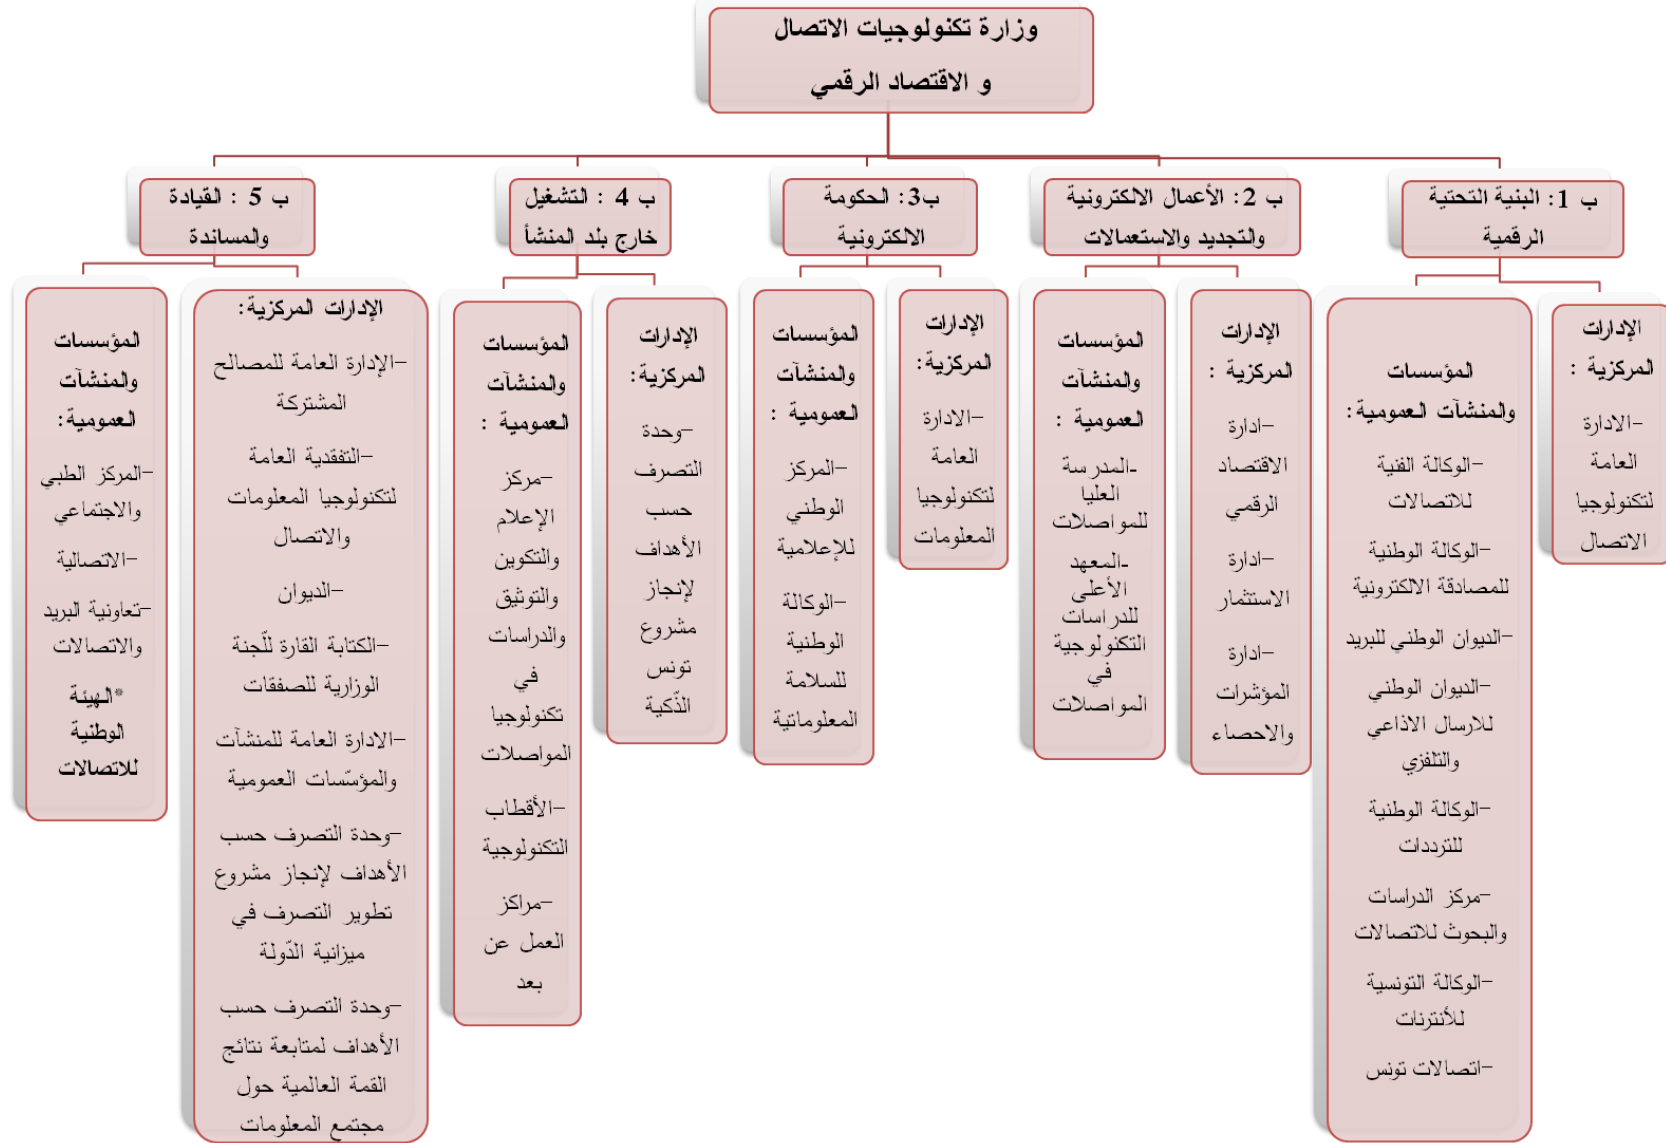 وزارة تكنولوجيات الاتصال
و الاقتصاد الرقمي
ب 1: البنية التحتية
الرقمية
الإدارات
المركزية :
-الادارة
العامة
لتكنولوجيا
الاتصال
المؤسسات
والمنشآت العمومية:
-الوكالة الفنية
للاتصالات
-الوكالة الوطنية
للمصادقة الالكترونية
-الديوان الوطني للبريد
-الديوان الوطني
للارسال الاذاعي
والتلفزي
-الوكالة الوطنية
للترددات
-مركز الدراسات
والبحوث للاتصالات
-الوكالة التونسية
للأنترنات
-اتصالات تونس
ب 2: الأعمال الالكترونية
والتجديد والاستعمالات
الإدارات
المركزية :
-ادارة
الاقتصاد
الرقمي
-ادارة
الاستثمار
-ادارة
المؤشرات
والاحصاء
المؤسسات
والمنشآت
العمومية :
-المدرسة
العليا
للمواصلات
-المعهد
الأعلى
للدراسات
التكنولوجية
في
المواصلات
ب3: الحكومة
الالكترونية
الإدارات
المركزية:
-الادارة
العامة
لتكنولوجيا
المعلومات
المؤسسات
والمنشآت
العمومية :
-المركز
الوطني
للإعلامية
-الوكالة
الوطنية
للسلامة
المعلوماتية
ب 4 : التشغيل
خارج بلد المنشأ
الإدارات
المركزية:
-وحدة
التصرف
حسب
الأهداف
لإنجاز
مشروع
تونس
الذّكية
المؤسسات
والمنشآت
العمومية :
-مركز
الإعلام
والتكوين
والتوثيق
والدراسات
في
تكنولوجيا
المواصلات
-الأقطاب
التكنولوجية
-مراكز
العمل عن
بعد
ب 5 : القيادة
والمساندة
الإدارات المركزية:
-الإدارة العامة للمصالح
المشتركة
-التفقدية العامة
لتكنولوجيا المعلومات
والاتصال
-الديوان
-الكتابة القارة للّجنة
الوزارية للصفقات
-الادارة العامة للمنشآت
والمؤسّسات العمومية
-وحدة التصرف حسب
الأهداف لإنجاز مشروع
تطوير التصرف في
ميزانية الدّولة
-وحدة التصرف حسب
الأهداف لمتابعة نتائج
القمة العالمية حول
مجتمع المعلومات
المؤسسات
والمنشآت
العمومية:
-المركز الطبي
والاجتماعي
-الاتصالية
-تعاونية البريد
والاتصالات
*الهيئة
الوطنية
للاتصالات